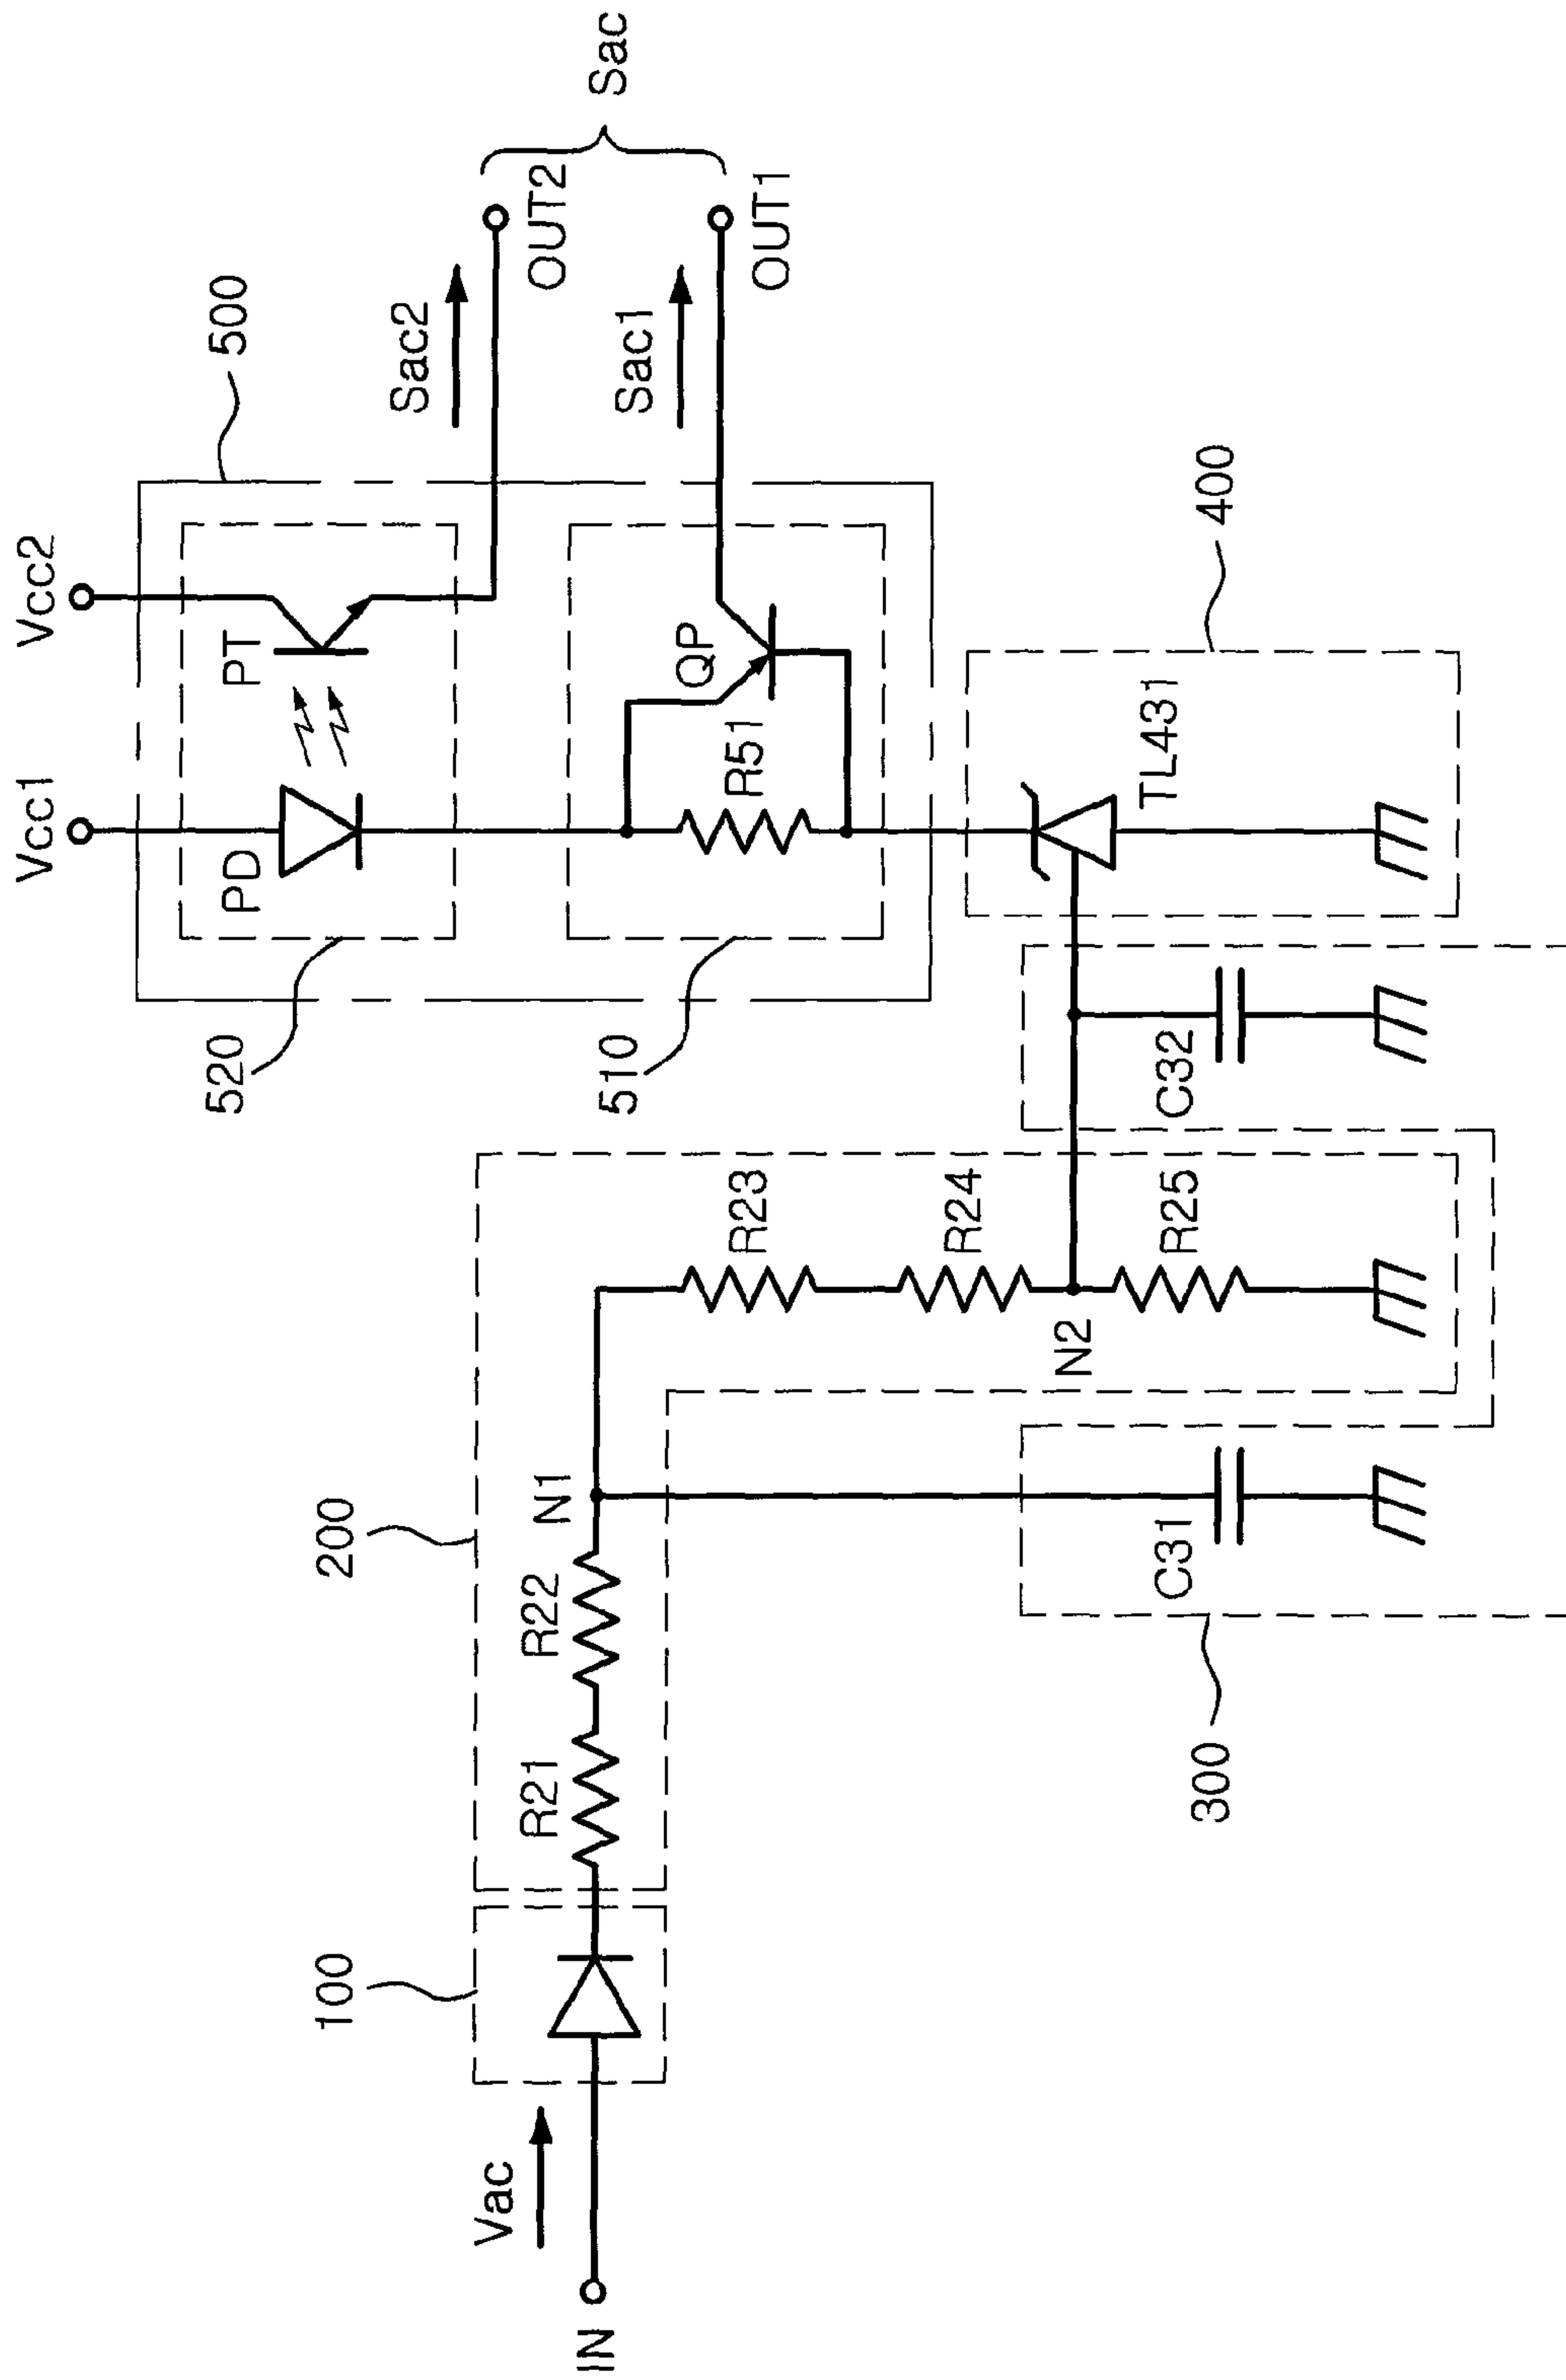 Vcc1
Vcc2
500
520
PD
PT
Sac2
OUT2
Sac
510
R51
QP
Sac1
OUT1
100
200
Vac
IN
R21
R22
N1
R23
R24
N2
R25
300
C31
C32
TL431
400